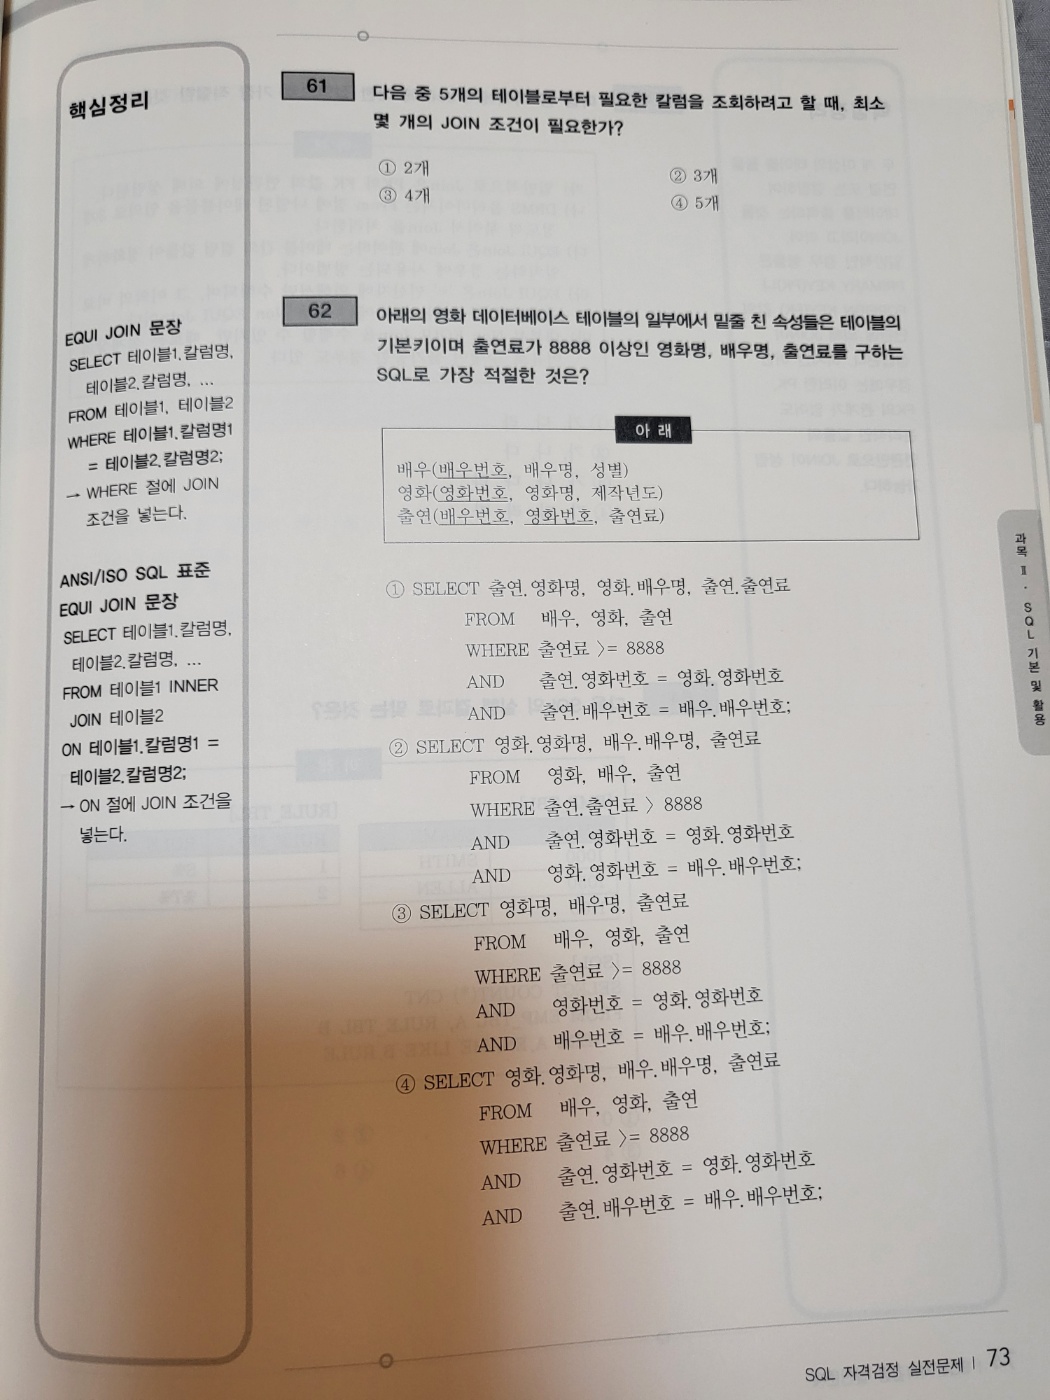 핵심정리
EQUI JOIN 문장
SELECT 테이블1.칼럼명,
테이블2.칼럼명, ...
FROM 테이블1, 테이블2
WHERE 테이블1.칼럼명1
= 테이블2.칼럼명2;
→ WHERE 절에 JOIN
조건을 넣는다.
ANSI/ISO SQL 표준
EQUI JOIN 문장
SELECT 테이블1.칼럼명,
테이블2.칼럼명, ...
FROM 테이블1 INNER
JOIN 테이블2
ON 테이블1.칼럼명1 =
테이블2.칼럼명2;
→ ON 절에 JOIN 조건을
넣는다.
61 다음 중 5개의 테이블로부터 필요한 칼럼을 조회하려고 할 때, 최소
몇 개의 JOIN 조건이 필요한가?
① 2개 ② 3개
③ 4개 ④ 5개
62 아래의 영화 데이터베이스 테이블의 일부에서 밑줄 친 속성들은 테이블의
기본키이며 출연료가 8888 이상인 영화명, 배우명, 출연료를 구하는
SQL로 가장 적절한 것은?
아 래
배우(배우번호, 배우명, 성별)
영화(영화번호, 영화명, 제작년도)
출연(배우번호, 영화번호, 출연료)
① SELECT 출연.영화명, 영화.배우명, 출연.출연료
FROM 배우, 영화, 출연
WHERE 출연료 >= 8888
AND 출연.영화번호 = 영화.영화번호
AND 출연.배우번호 = 배우.배우번호;
② SELECT 영화.영화명, 배우.배우명, 출연료
FROM 영화, 배우, 출연
WHERE 출연.출연료 > 8888
AND 출연.영화번호 = 영화.영화번호
AND 영화.영화번호 = 배우.배우번호;
③ SELECT 영화명, 배우명, 출연료
FROM 배우, 영화, 출연
WHERE 출연료 >= 8888
AND 영화번호 = 영화.영화번호
AND 배우번호 = 배우.배우번호;
④ SELECT 영화.영화명, 배우.배우명, 출연료
FROM 배우, 영화, 출연
WHERE 출연료 >= 8888
AND 출연.영화번호 = 영화.영화번호
AND 출연.배우번호 = 배우.배우번호;
과목 Ⅱ · SQL 기본 및 활용
SQL 자격검정 실전문제 | 73